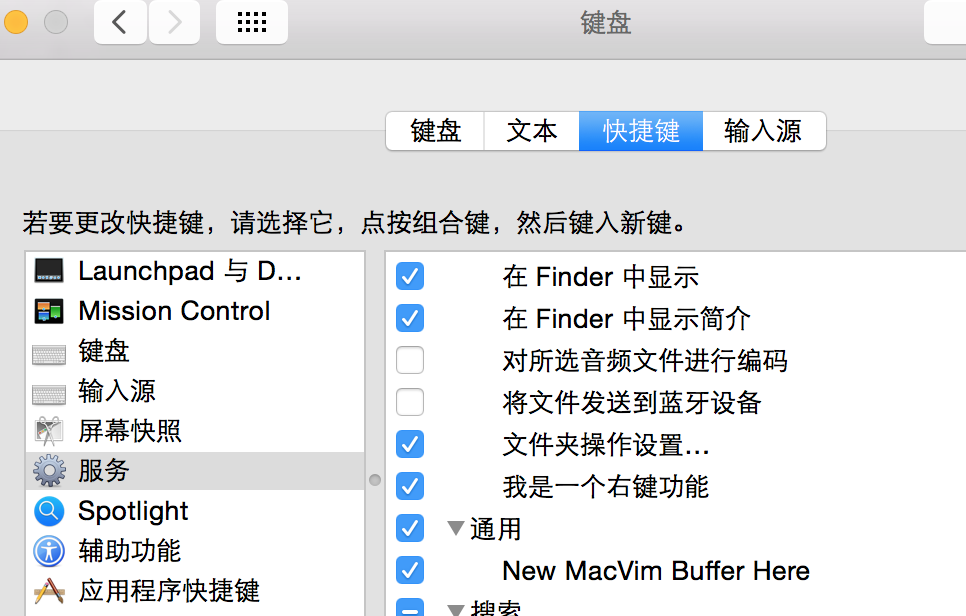 键盘
键盘 文本 快捷键 输入源
若要更改快捷键，请选择它，点按组合键，然后键入新键。
Launchpad 与 D...
Mission Control
键盘
输入源
屏幕快照
服务
Spotlight
辅助功能
应用程序快捷键
在 Finder 中显示
在 Finder 中显示简介
对所选音频文件进行编码
将文件发送到蓝牙设备
文件夹操作设置...
我是一个右键功能
通用
New MacVim Buffer Here
搜索